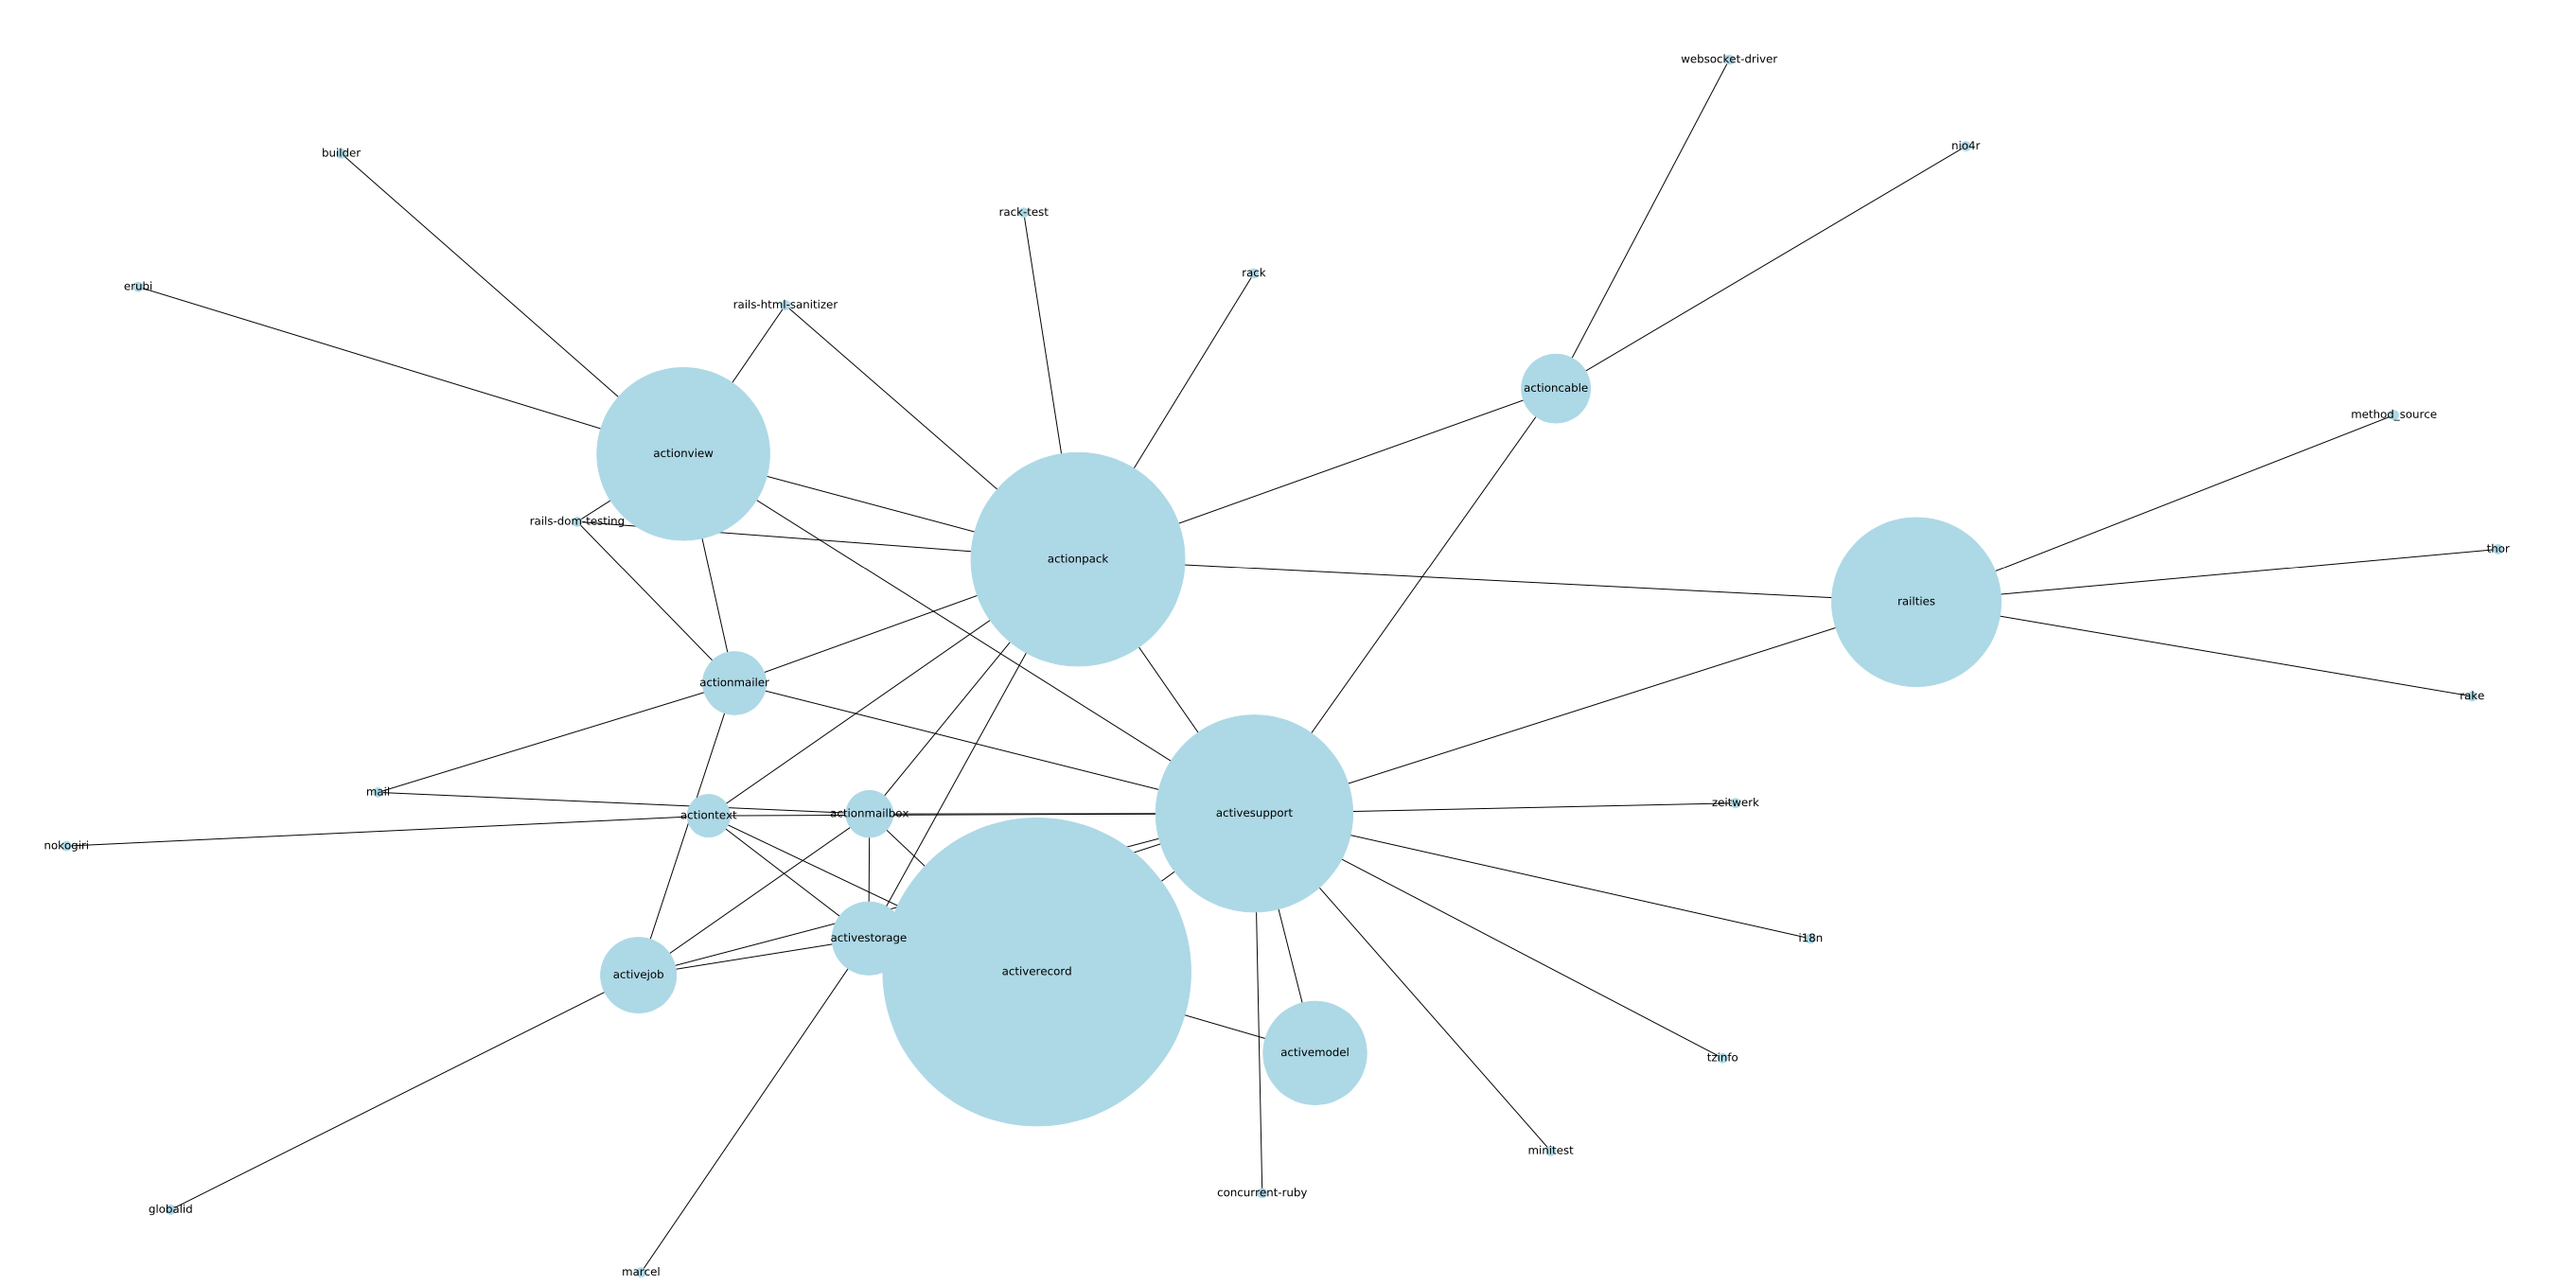 websocket-driver
nio4r
builder
rack-test
rack
erubi
rails-html-sanitizer
actioncable
method_source
actionview
rails-dom-testing
thor
actionpack
railties
actionmailer
rake
mail
zeitwerk
actiontext
actionmailbox
activesupport
nokogiri
activestorage
i18n
activejob
activerecord
activemodel
tzinfo
minitest
concurrent-ruby
globalid
marcel